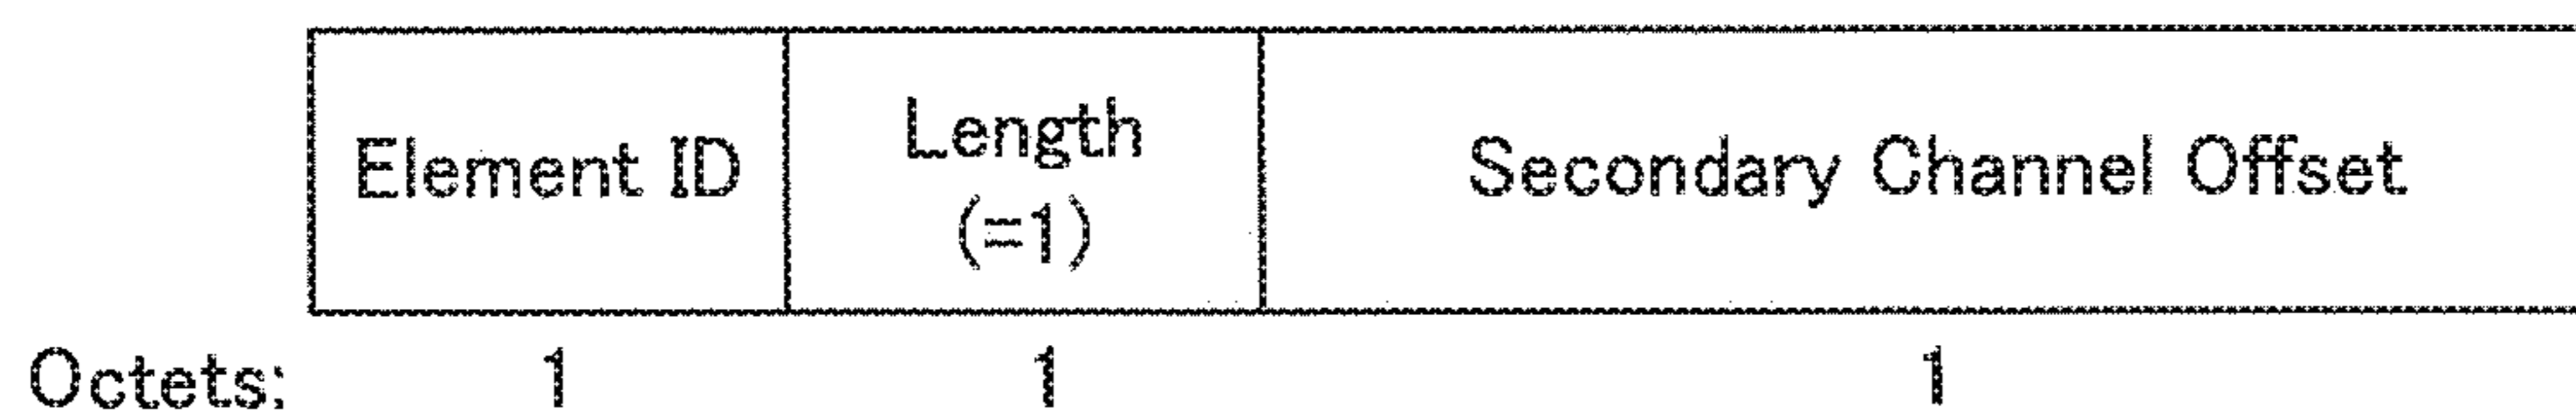 Element ID
Length
(=1)
Secondary Channel Offset
Octets: 1 1 1